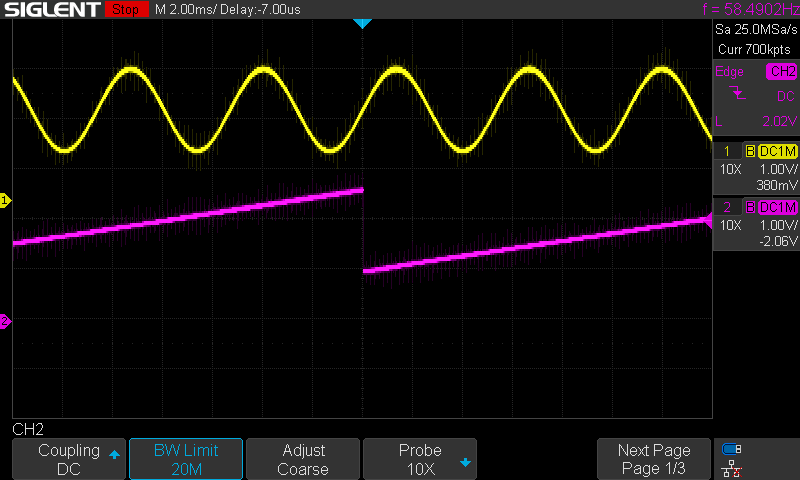 SIGLENT Stop M 2.00ms/ Delay:-7.00us f = 58.4902Hz
Sa 25.0MSa/s
Curr 700kpts
Edge CH2
DC
L 2.02V
1 B DC1M
10X 1.00V/
380mV
2 B DC1M
10X 1.00V/
-2.06V
1
2
CH2
Coupling
DC
BW Limit
20M
Adjust
Coarse
Probe
10X
Next Page
Page 1/3